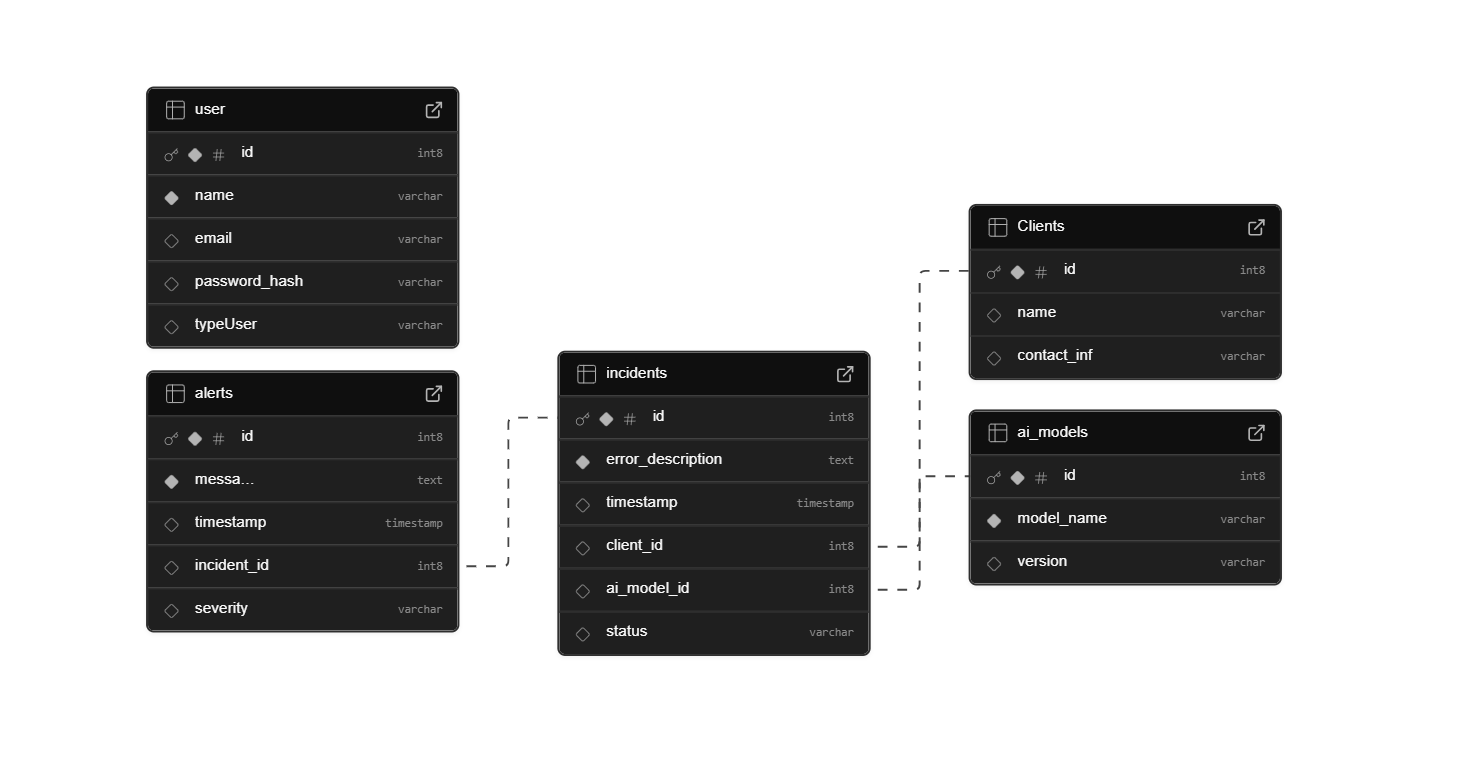 user
# id int8
name varchar
email varchar
password_hash varchar
typeUser varchar
alerts
# id int8
messa... text
timestamp timestamp
incident_id int8
severity varchar
incidents
# id int8
error_description text
timestamp timestamp
client_id int8
ai_model_id int8
status varchar
Clients
# id int8
name varchar
contact_inf varchar
ai_models
# id int8
model_name varchar
version varchar